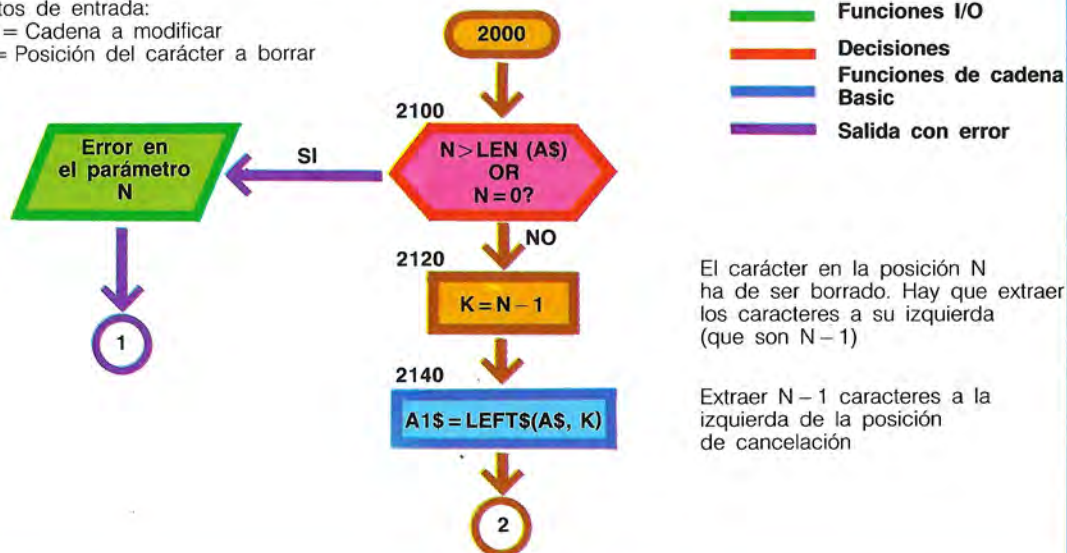 tos de entrada:
= Cadena a modificar
= Posición del carácter a borrar
2000
Funciones I/O
Decisiones
Funciones de cadena
Basic
Salida con error
2100
N>LEN (A$)
OR
N=0?
SI
Error en
el parámetro
N
NO
1
2120
K=N-1
El carácter en la posición N
ha de ser borrado. Hay que extraer
los caracteres a su izquierda
(que son N-1)
2140
A1$=LEFT$(A$, K)
Extraer N-1 caracteres a la
izquierda de la posición
de cancelación
2